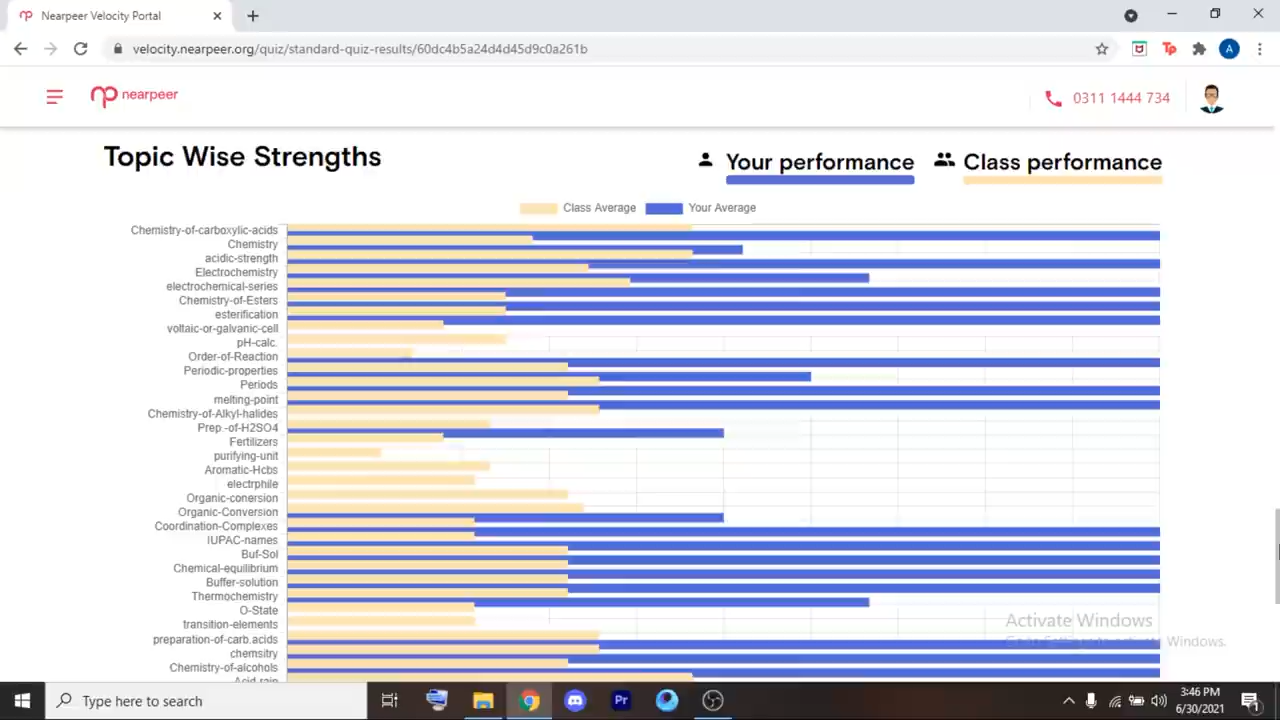 Nearpeer Velocity Portal
velocity.nearpeer.org/quiz/standard-quiz-results/60dc4b5a24d4d45d9c0a261b
A
nearpeer
0311 1444 734
Topic Wise Strengths
Your performance
Class performance
Class Average
Your Average
Chemistry-of-carboxylic-acids
Chemistry
acidic-strength
Electrochemistry
electrochemical-series
Chemistry-of-Esters
esterification
voltaic-or-galvanic-cell
pH-calc.
Order-of-Reaction
Periodic-properties
Periods
melting-point
Chemistry-of-Alkyl-halides
Prep.-of-H2SO4
Fertilizers
purifying-unit
Aromatic-Hcbs
electrphile
Organic-conersion
Organic-Conversion
Coordination-Complexes
IUPAC-names
Buf-Sol
Chemical-equilibrium
Buffer-solution
Thermochemistry
O-State
transition-elements
preparation-of-carb.acids
chemsitry
Chemistry-of-alcohols
Acid-rain
Activate Windows
Windows.
Type here to search
Pr
3:46 PM
6/30/2021
1